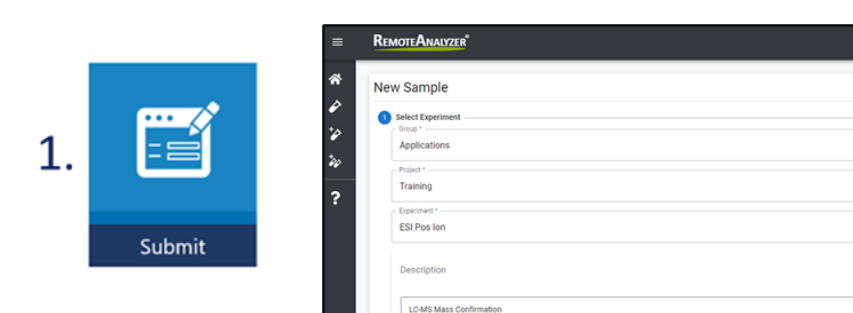 1.
Submit
REMOTEANALYZER®
New Sample
1 Select Experiment
Group *
Applications
Project *
Training
Experiment *
ESI Pos Ion
Description
LC-MS Mass Confirmation
?